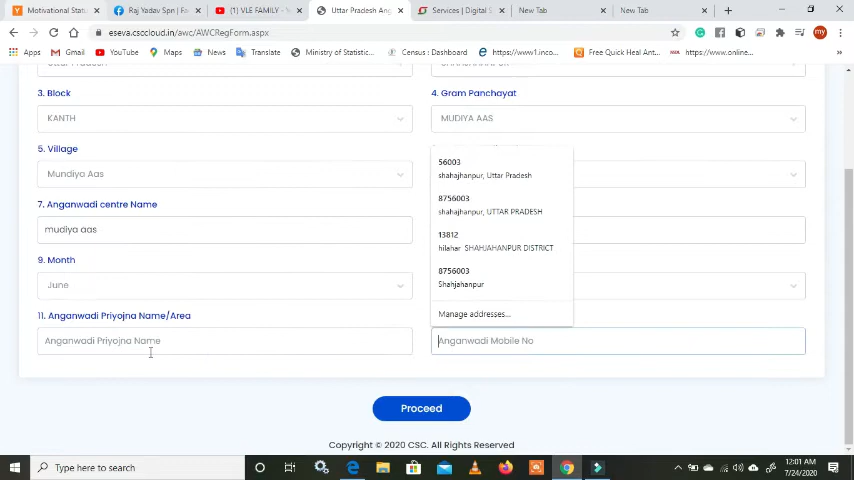 Motivational Statu
Raj Yadav Spn | Fa
(1) VLE FAMILY -
Uttar Pradesh Ang
Services | Digital S
New Tab
New Tab
eseva.csccloud.in/awc/AWCRegForm.aspx
Apps
Gmail
YouTube
Maps
News
Translate
Ministry of Statistic...
Census : Dashboard
https://www1.inco...
Free Quick Heal Ant...
https://www.online...
3. Block
4. Gram Panchayat
KANTH
MUDIYA AAS
5. Village
Mundiya Aas
56003
shahajhanpur, Uttar Pradesh
8756003
shahajhanpur, UTTAR PRADESH
13812
hilahar SHAHJAHANPUR DISTRICT
8756003
Shahjahanpur
Manage addresses...
7. Anganwadi centre Name
mudiya aas
9. Month
June
11. Anganwadi Priyojna Name/Area
Anganwadi Priyojna Name
Anganwadi Mobile No
Proceed
Copyright © 2020 CSC. All Rights Reserved
Type here to search
12:01 AM
7/24/2020